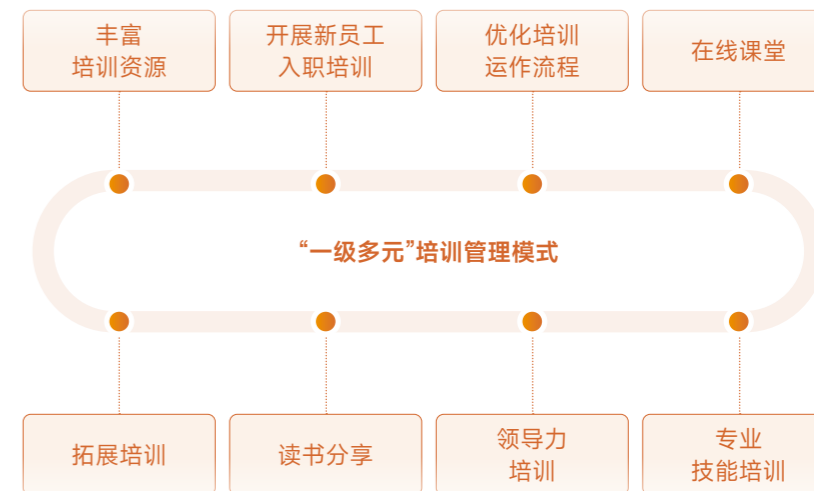 丰富
培训资源
开展新员工
入职培训
优化培训
运作流程
在线课堂
“一级多元”培训管理模式
拓展培训
读书分享
领导力
培训
专业
技能培训